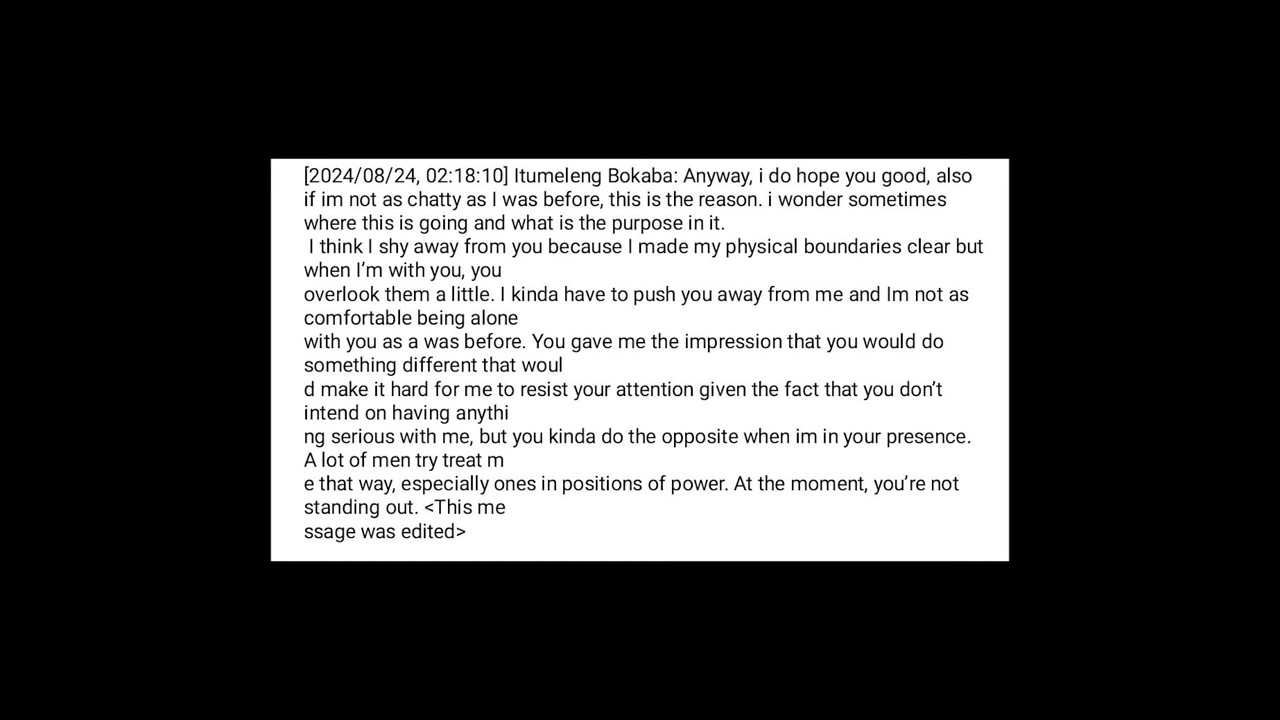 [2024/08/24, 02:18:10] Itumeleng Bokaba: Anyway, i do hope you good, also
if im not as chatty as I was before, this is the reason. i wonder sometimes
where this is going and what is the purpose in it.
I think I shy away from you because I made my physical boundaries clear but
when I’m with you, you
overlook them a little. I kinda have to push you away from me and Im not as
comfortable being alone
with you as a was before. You gave me the impression that you would do
something different that woul
d make it hard for me to resist your attention given the fact that you don’t
intend on having anythi
ng serious with me, but you kinda do the opposite when im in your presence.
A lot of men try treat m
e that way, especially ones in positions of power. At the moment, you’re not
standing out. <This me
ssage was edited>